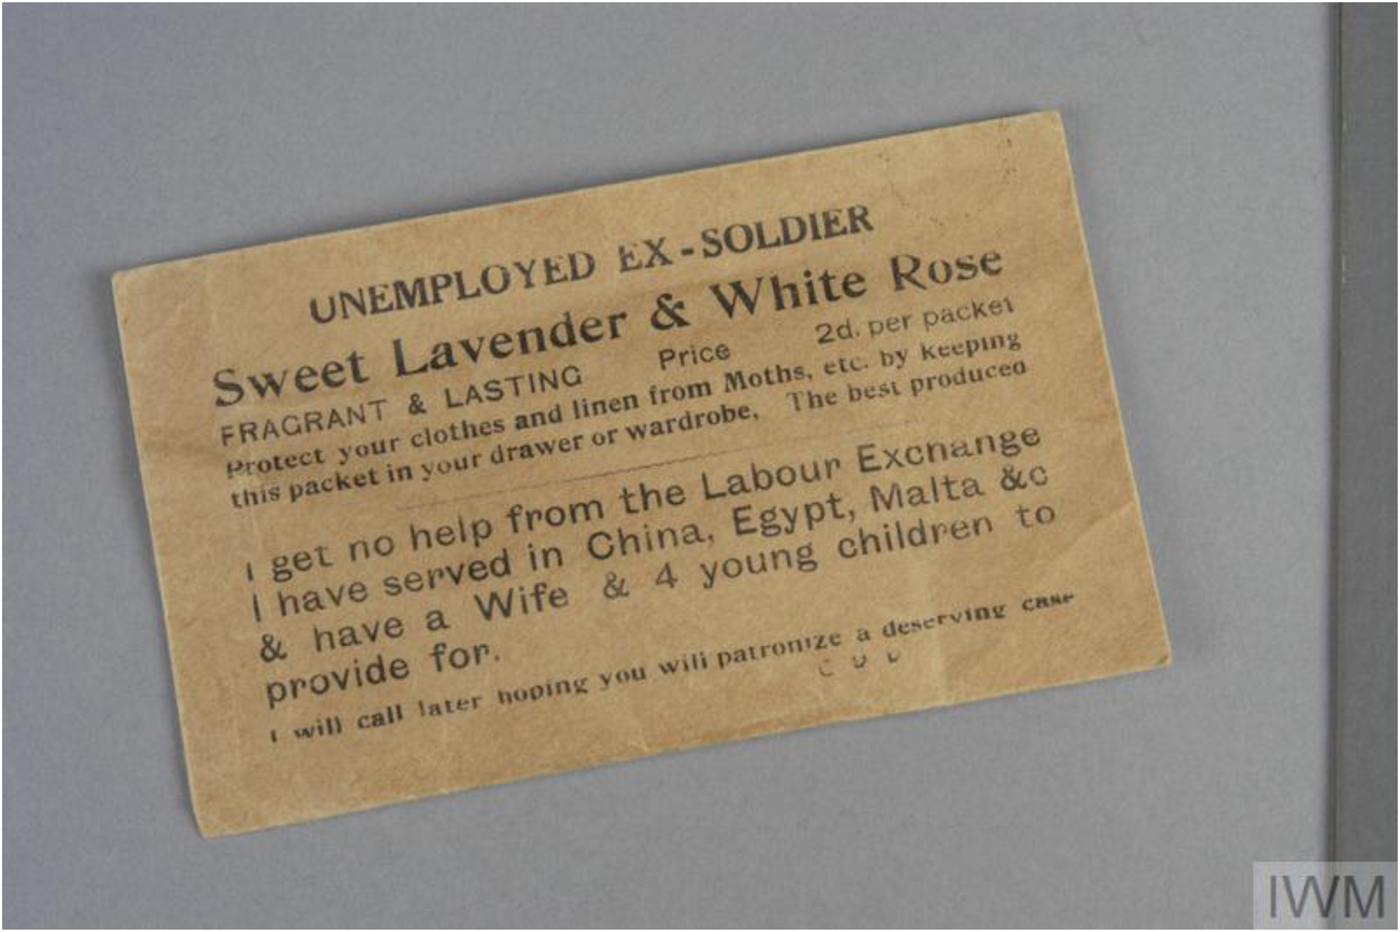 UNEMPLOYED EX-SOLDIER
Sweet Lavender & White Rose
FRAGRANT & LASTING Price 2d. per packet
Protect your clothes and linen from Moths, etc. by keeping
this packet in your drawer or wardrobe. The best produced
I get no help from the Labour Exchange
I have served in China, Egypt, Malta &c
& have a Wife & 4 young children to
provide for.
I will call later hoping you will patronize a deserving case
IWM